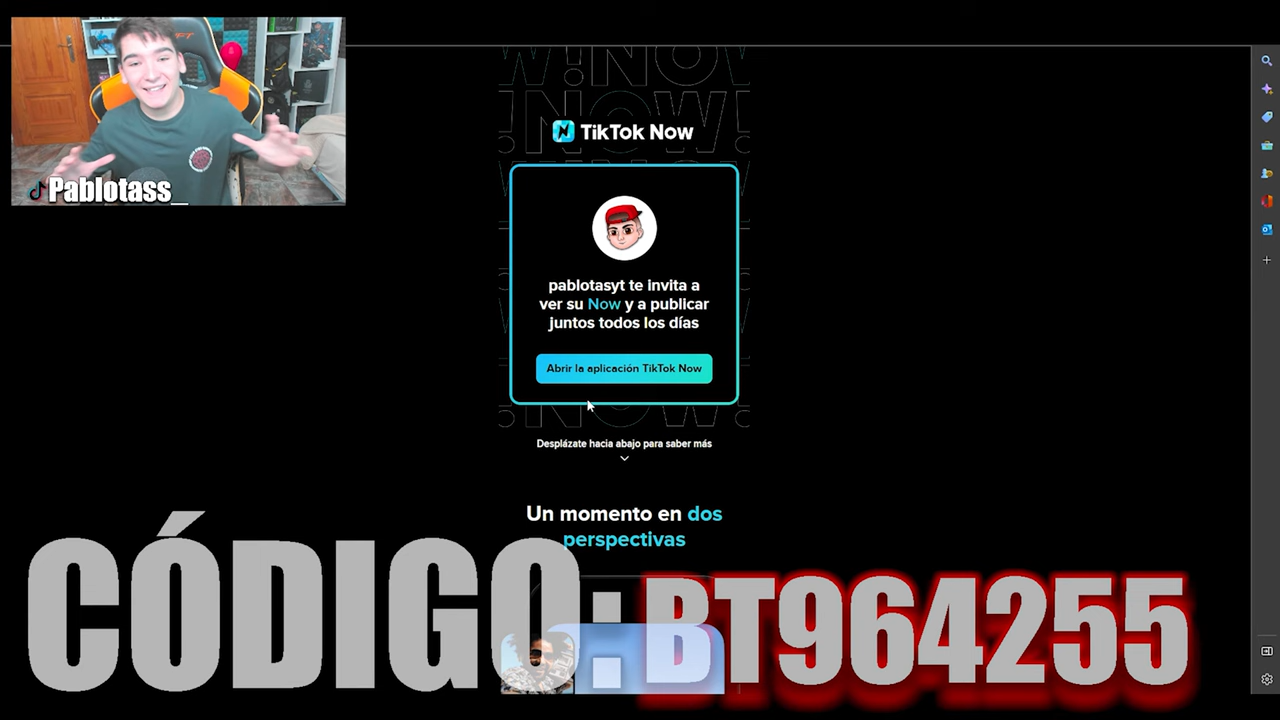 Pablotass_
TikTok Now
pablotasyt te invita a
ver su Now y a publicar
juntos todos los días
Abrir la aplicación TikTok Now
Desplázate hacia abajo para saber más
Un momento en dos
perspectivas
CÓDIGO: BT964255